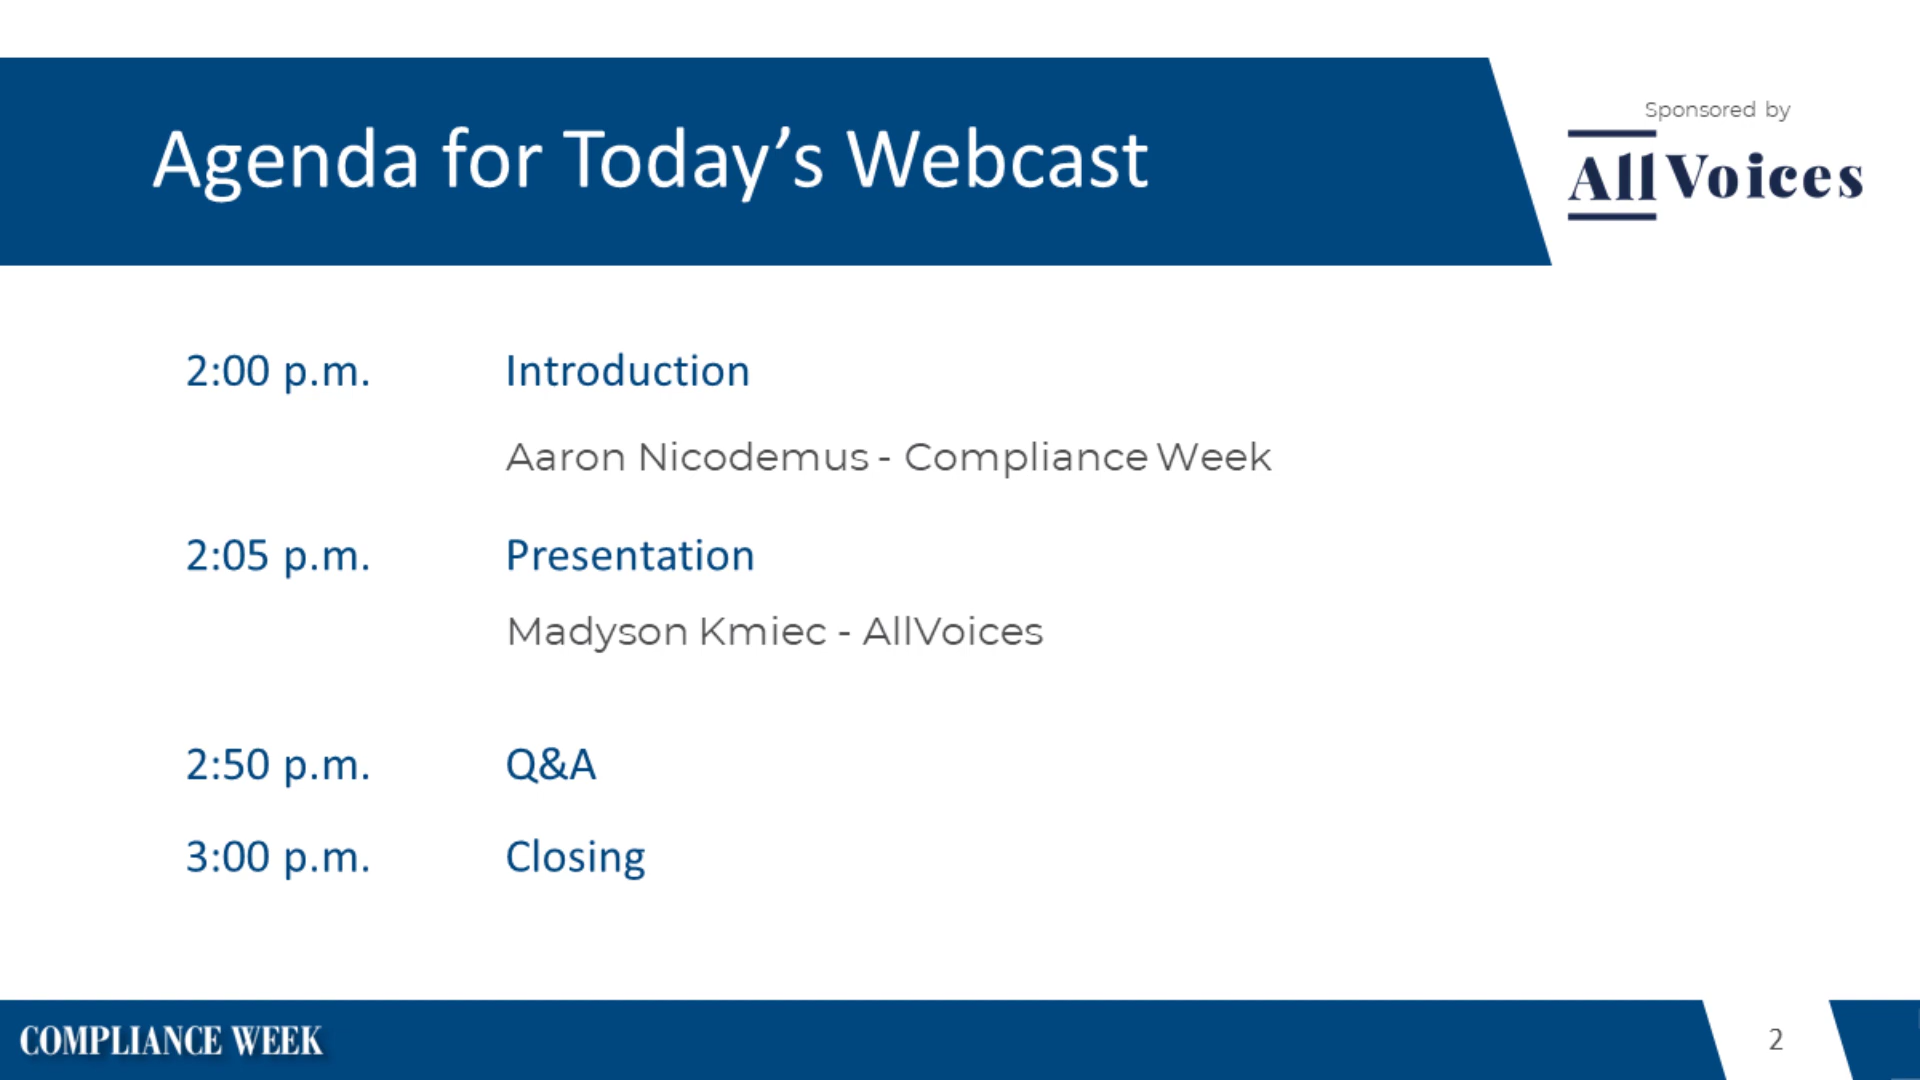 Agenda for Today’s Webcast
Sponsored by
AllVoices
2:00 p.m. Introduction
Aaron Nicodemus - Compliance Week
2:05 p.m. Presentation
Madyson Kmiec - AllVoices
2:50 p.m. Q&A
3:00 p.m. Closing
COMPLIANCE WEEK
2